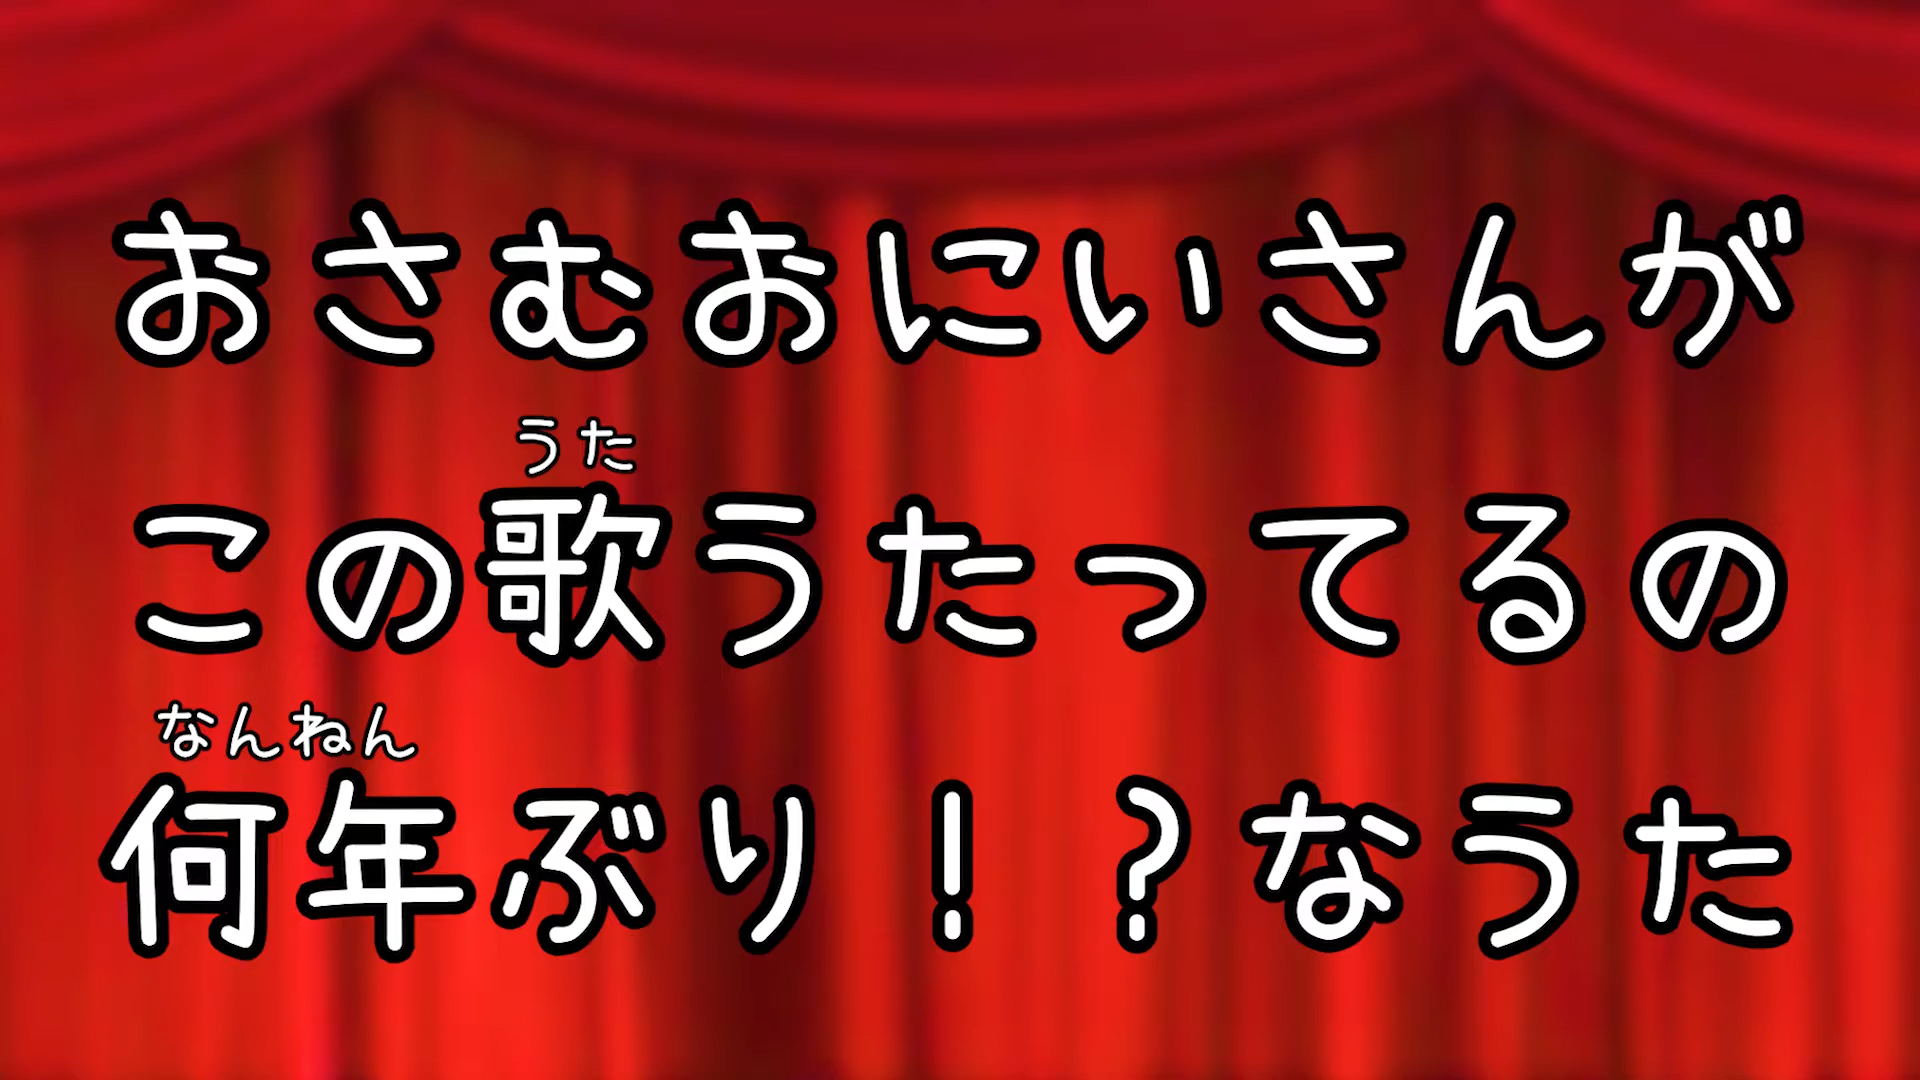 おさむおにいさんが
うた
この歌うたってるの
なんねん
何年ぶり！？なうた